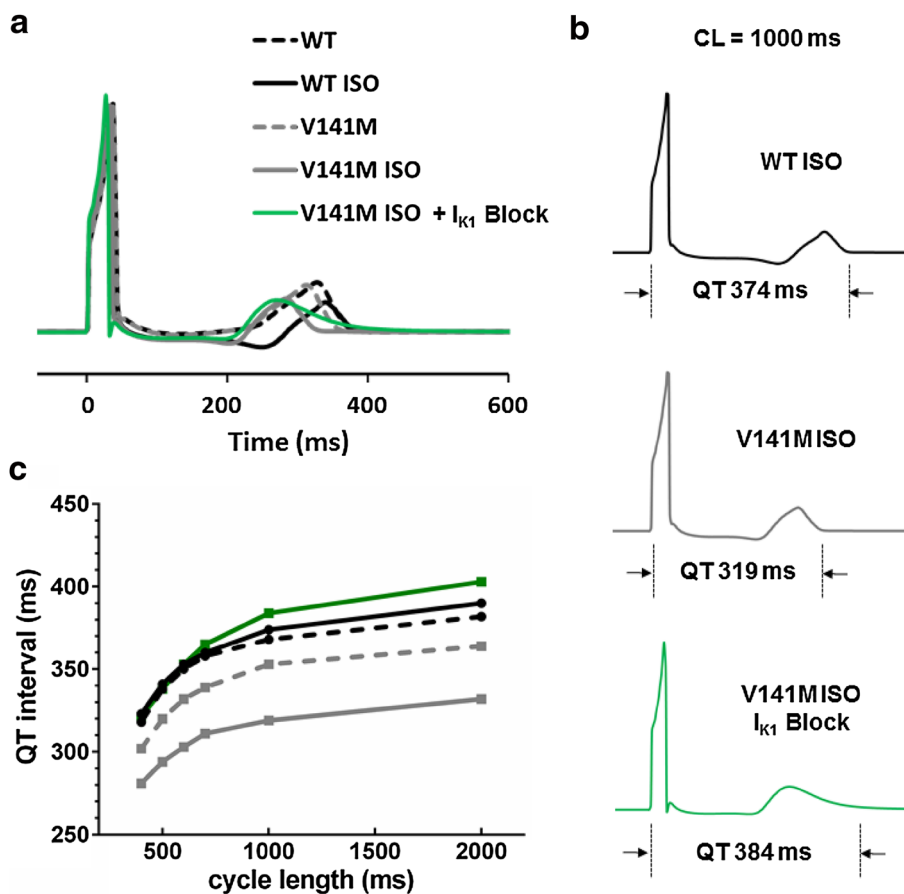 a
WT
WT ISO
V141M
V141M ISO
V141M ISO + IK1 Block
0
200
400
600
Time (ms)
b
CL = 1000 ms
WT ISO
QT 374 ms
V141M ISO
QT 319 ms
V141M ISO
IK1 Block
QT 384 ms
c
450
400
350
300
250
QT interval (ms)
500
1000
1500
2000
cycle length (ms)